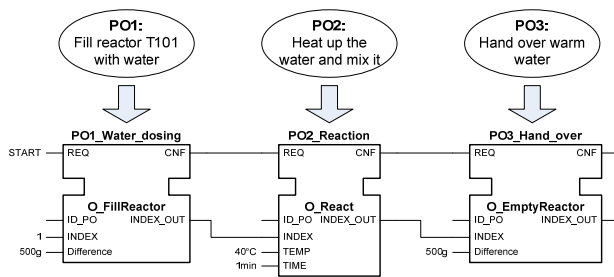 PO1:
Fill reactor T101
with water
PO2:
Heat up the
water and mix it
PO3:
Hand over warm
water
PO1_Water_dosing
PO2_Reaction
PO3_Hand_over
START
REQ CNF
REQ CNF
REQ CNF
O_FillReactor
O_React
O_EmptyReactor
ID_PO INDEX_OUT
ID_PO INDEX_OUT
ID_PO INDEX_OUT
1 INDEX
INDEX
INDEX
500g Difference
40°C TEMP
500g Difference
1min TIME